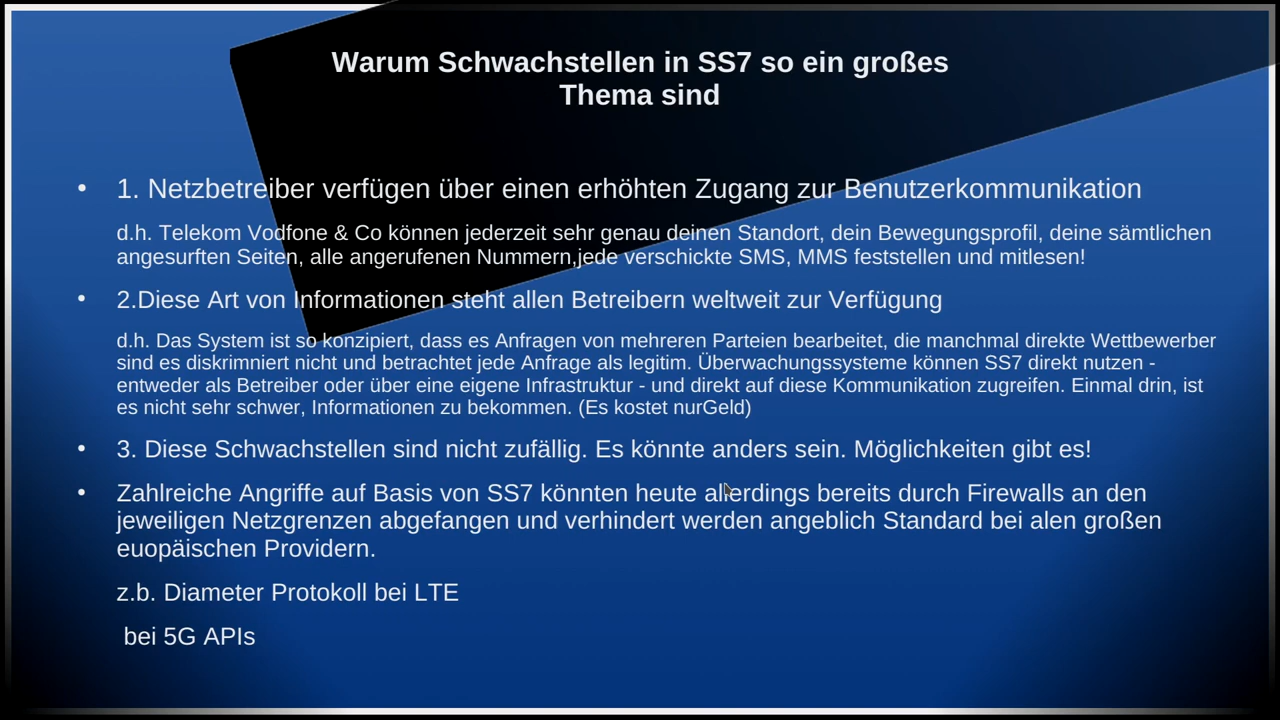 Warum Schwachstellen in SS7 so ein großes
Thema sind
• 1. Netzbetreiber verfügen über einen erhöhten Zugang zur Benutzerkommunikation
d.h. Telekom Vodfone & Co können jederzeit sehr genau deinen Standort, dein Bewegungsprofil, deine sämtlichen
angesurften Seiten, alle angerufenen Nummern,jede verschickte SMS, MMS feststellen und mitlesen!
• 2.Diese Art von Informationen steht allen Betreibern weltweit zur Verfügung
d.h. Das System ist so konzipiert, dass es Anfragen von mehreren Parteien bearbeitet, die manchmal direkte Wettbewerber
sind es diskrimniert nicht und betrachtet jede Anfrage als legitim. Überwachungssysteme können SS7 direkt nutzen -
entweder als Betreiber oder über eine eigene Infrastruktur - und direkt auf diese Kommunikation zugreifen. Einmal drin, ist
es nicht sehr schwer, Informationen zu bekommen. (Es kostet nurGeld)
• 3. Diese Schwachstellen sind nicht zufällig. Es könnte anders sein. Möglichkeiten gibt es!
• Zahlreiche Angriffe auf Basis von SS7 könnten heute allerdings bereits durch Firewalls an den
jeweiligen Netzgrenzen abgefangen und verhindert werden angeblich Standard bei alen großen
euopäischen Providern.
z.b. Diameter Protokoll bei LTE
bei 5G APIs